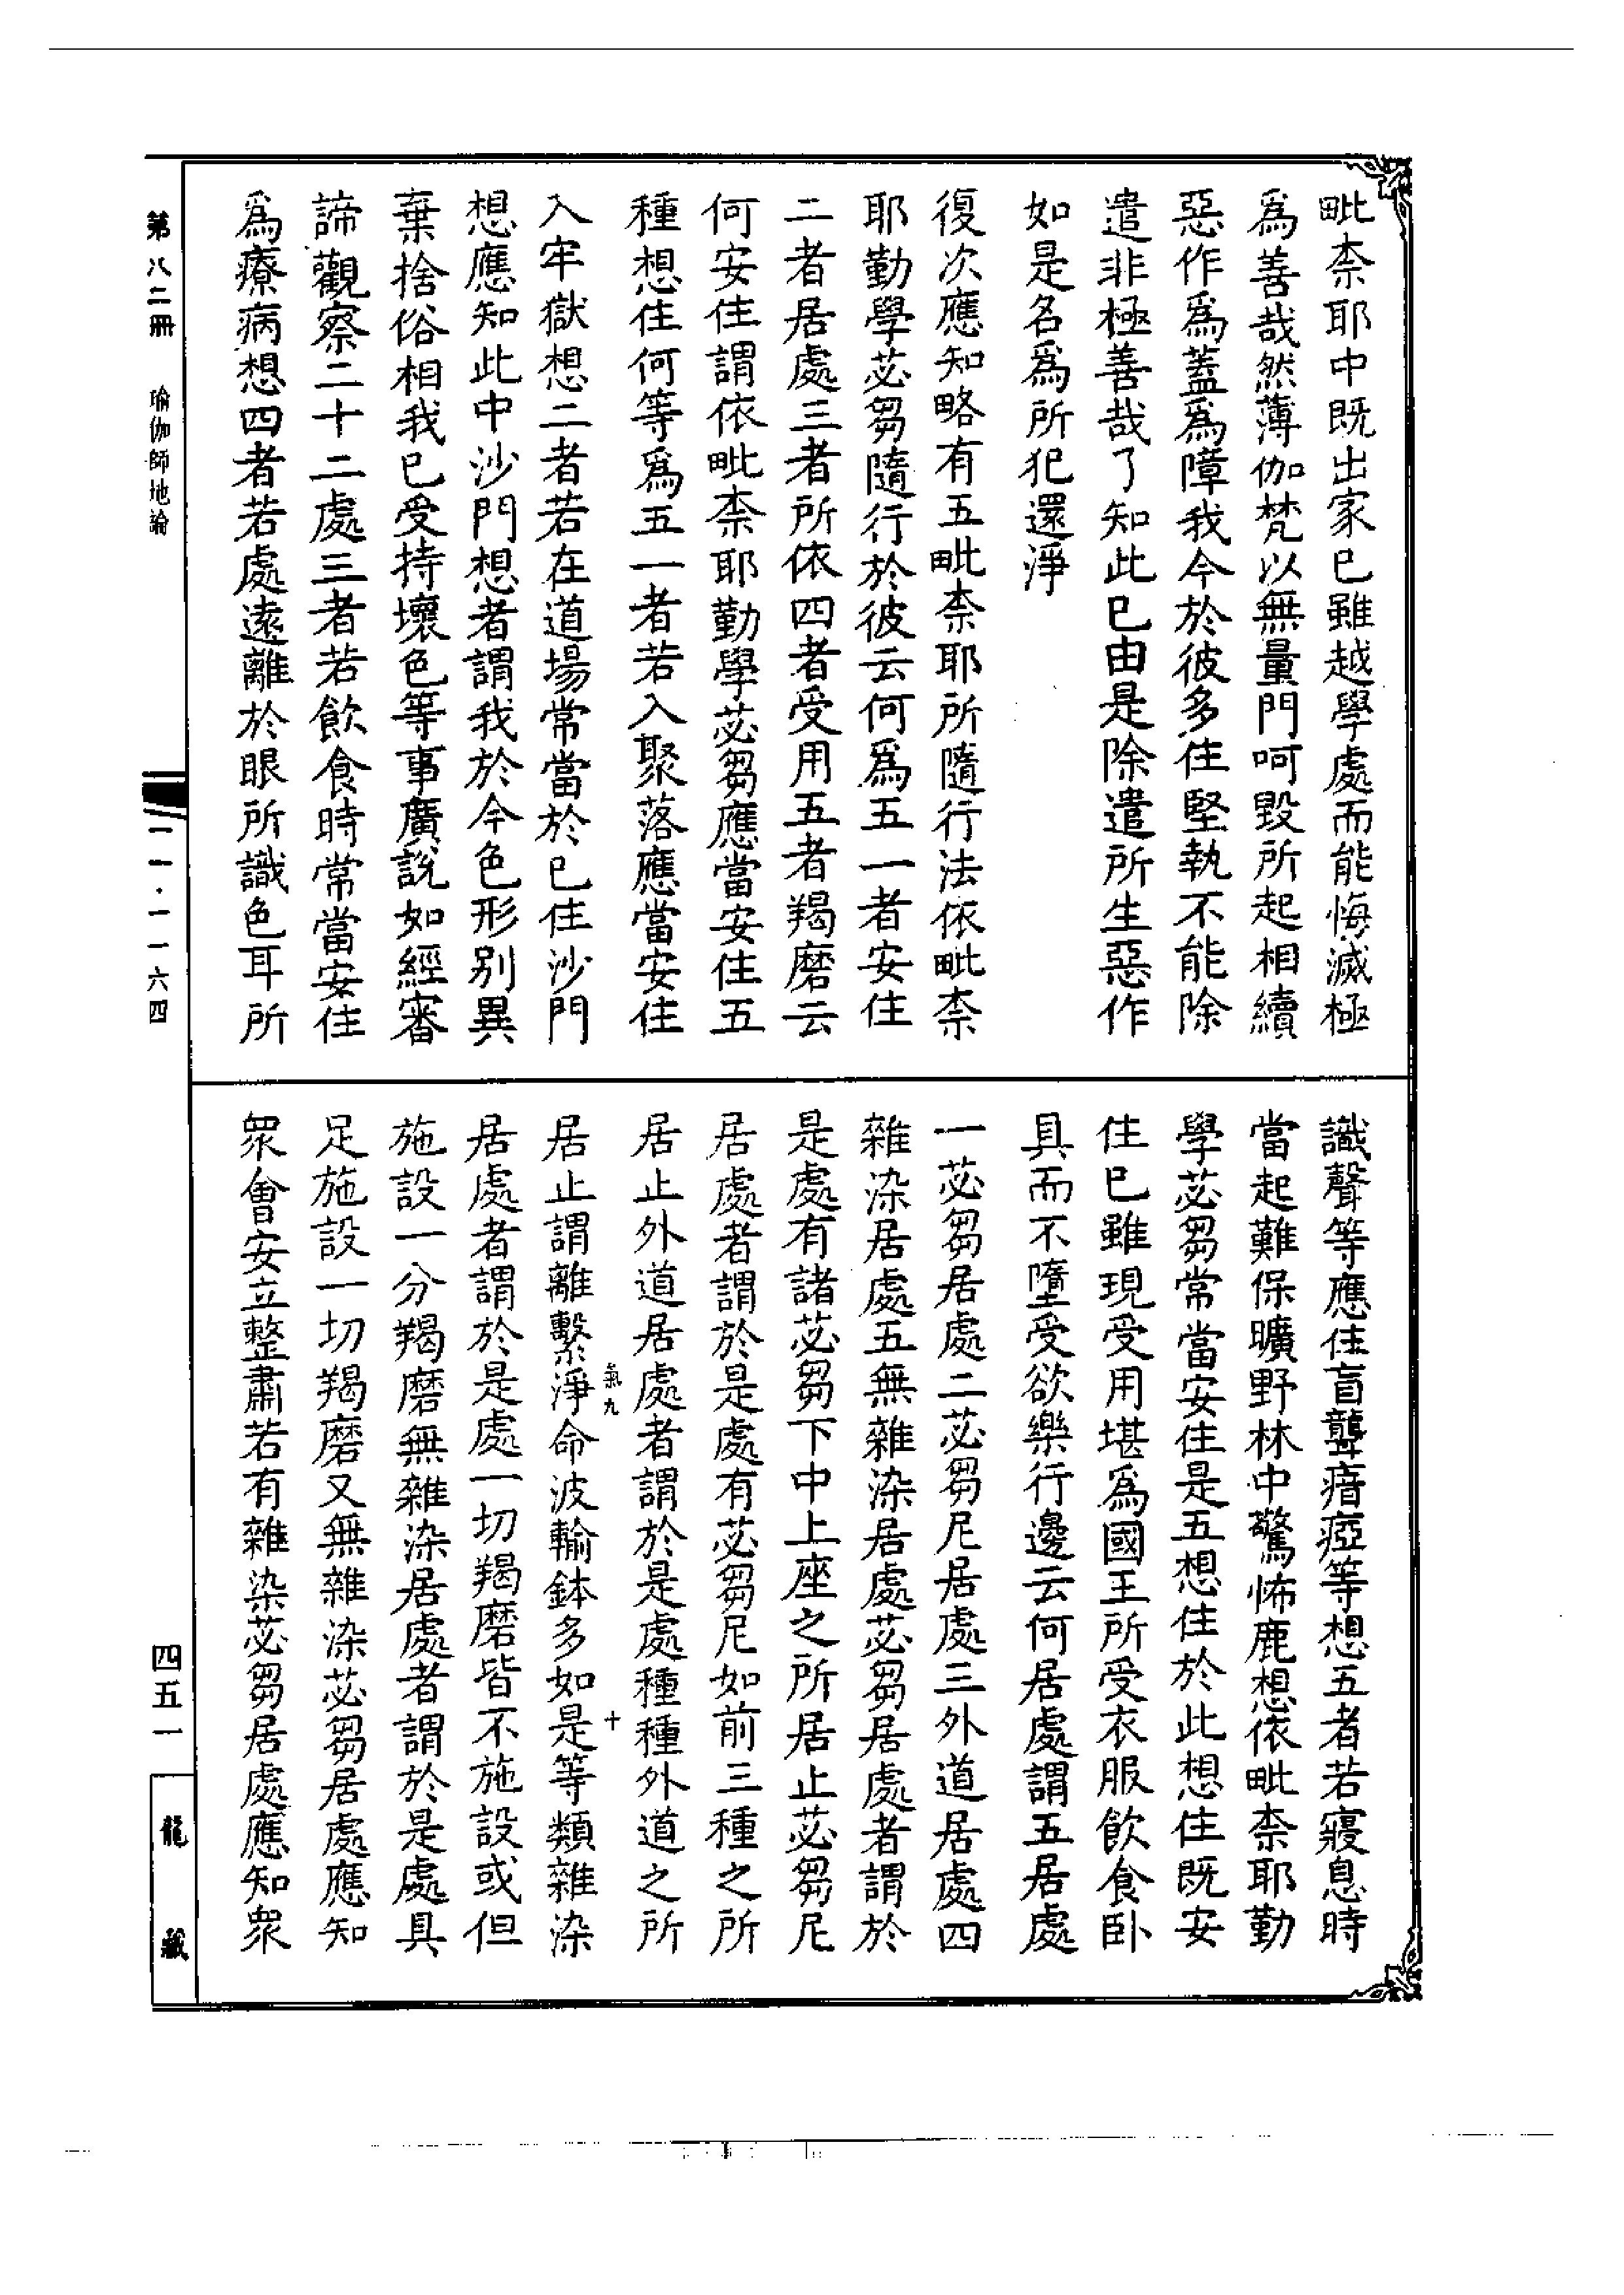 毗柰耶中既出家已雖越學處而能悔滅極
爲善哉然薄伽梵以無量門呵毀所起相續
惡作爲蓋爲障我今於彼多住堅執不能除
遣非極善哉了知此已由是除遣所生惡作
如是名爲所犯還淨
復次應知略有五毗柰耶所隨行法依毗柰
耶勤學苾芻隨行於彼云何爲五一者安住
二者居處三者所依四者受用五者羯磨云
何安住謂依毗柰耶勤學苾芻應當安住五
種想住何等爲五一者若入聚落應當安住
入牢獄想二者若在道場常當於已住沙門
想應知此中沙門想者謂我於今色形別異
棄捨俗相我已受持壞色等事廣說如經審
諦觀察二十二處三者若飲食時常當安住
爲療病想四者若處遠離於眼所識色耳所
識聲等應住盲聾瘖瘂等想五者若寢息時
當起難保曠野林中驚怖鹿想依毗柰耶勤
學苾芻常當安住是五想住於此想住既安
住已雖現受用堪爲國王所受衣服飲食卧
具而不墮受欲樂行邊云何居處謂五居處
一苾芻居處二苾芻尼居處三外道居處四
雜染居處五無雜染居處苾芻居處者謂於
是處有諸苾芻下中上座之所居止苾芻尼
居處者謂於是處有苾芻尼如前三種之所
居止外道居處者謂於是處種種外道之所
氣九
十
居止謂離繫淨命波輸鉢多如是等類雜染
居處者謂於是處一切羯磨皆不施設或但
施設一分羯磨無雜染居處者謂於是處具
足施設一切羯磨又無雜染苾芻居處應知
眾會安立整肅若有雜染苾芻居處應知眾
第八二冊
瑜伽師地論
一一·一一六四
四五一
龍藏